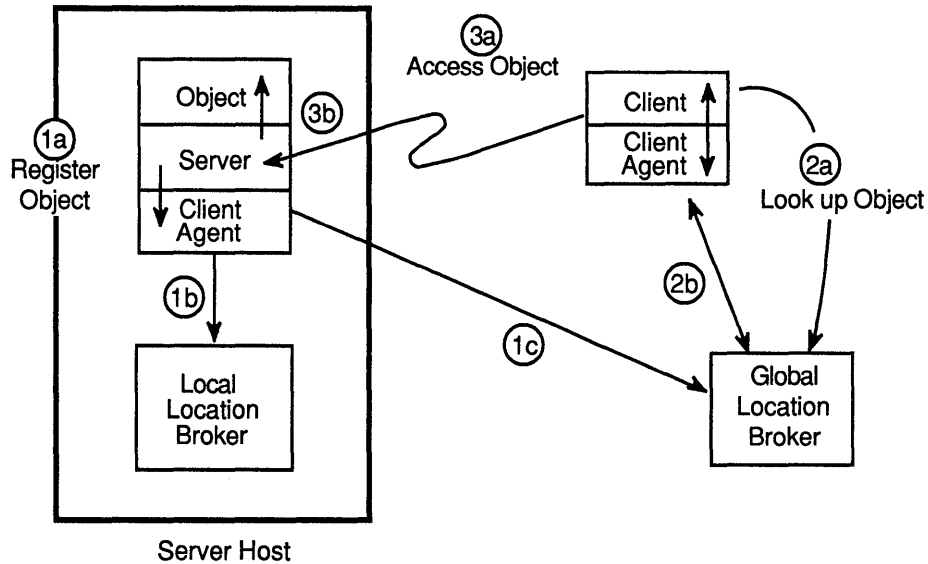 3a
Access Object
Object
3b
Client
1a
Register
Object
Server
Client
Agent
2a
Look up Object
Client
Agent
1b
2b
1c
Local
Location
Broker
Global
Location
Broker
Server Host